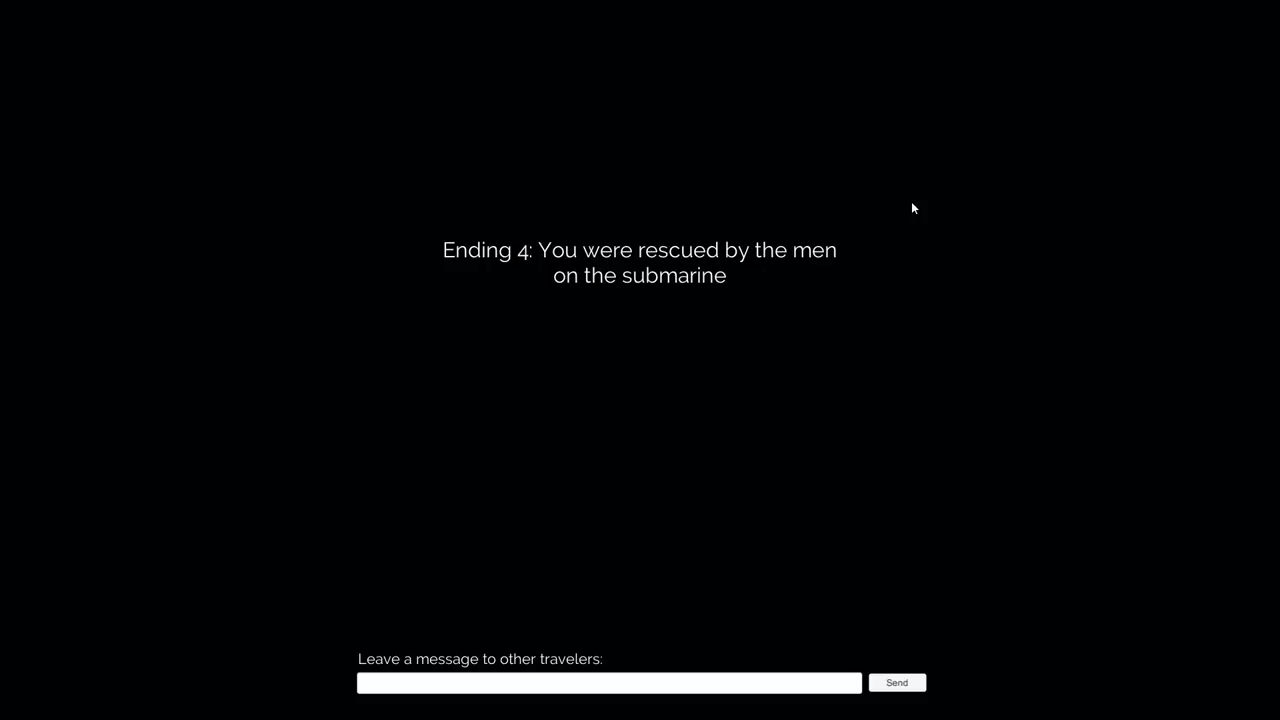 Ending 4: You were rescued by the men
on the submarine
Leave a message to other travelers:
Send